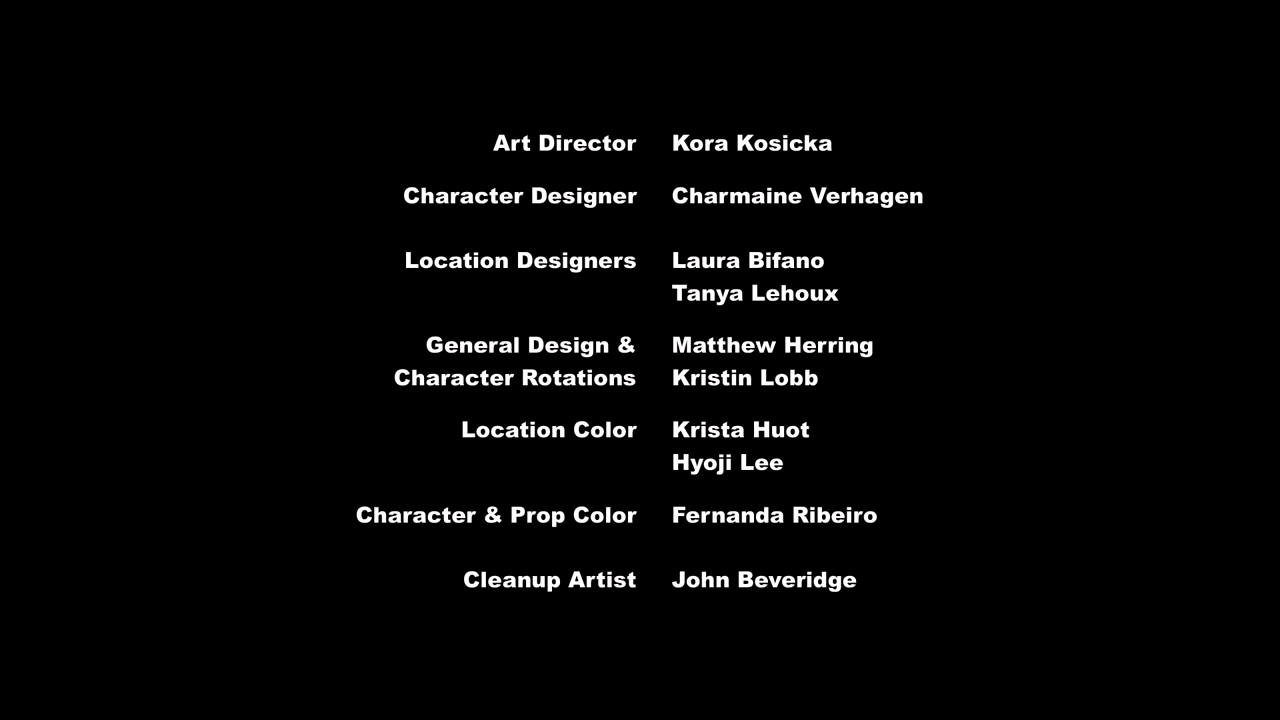 Art Director Kora Kosicka
Character Designer Charmaine Verhagen
Location Designers Laura Bifano
Tanya Lehoux
General Design & Matthew Herring
Character Rotations Kristin Lobb
Location Color Krista Huot
Hyoji Lee
Character & Prop Color Fernanda Ribeiro
Cleanup Artist John Beveridge